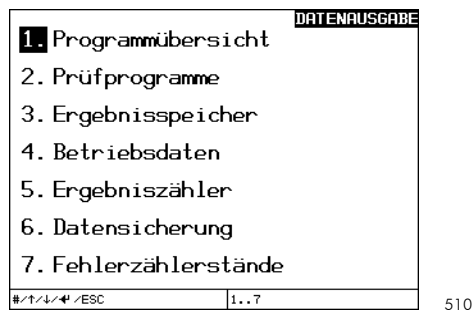 DATENAUSGABE
1. Programmübersicht
2. Prüfprogramme
3. Ergebnisspeicher
4. Betriebsdaten
5. Ergebniszähler
6. Datensicherung
7. Fehlerzählerstände
#/↑/↓/↵ /ESC 1..7
510